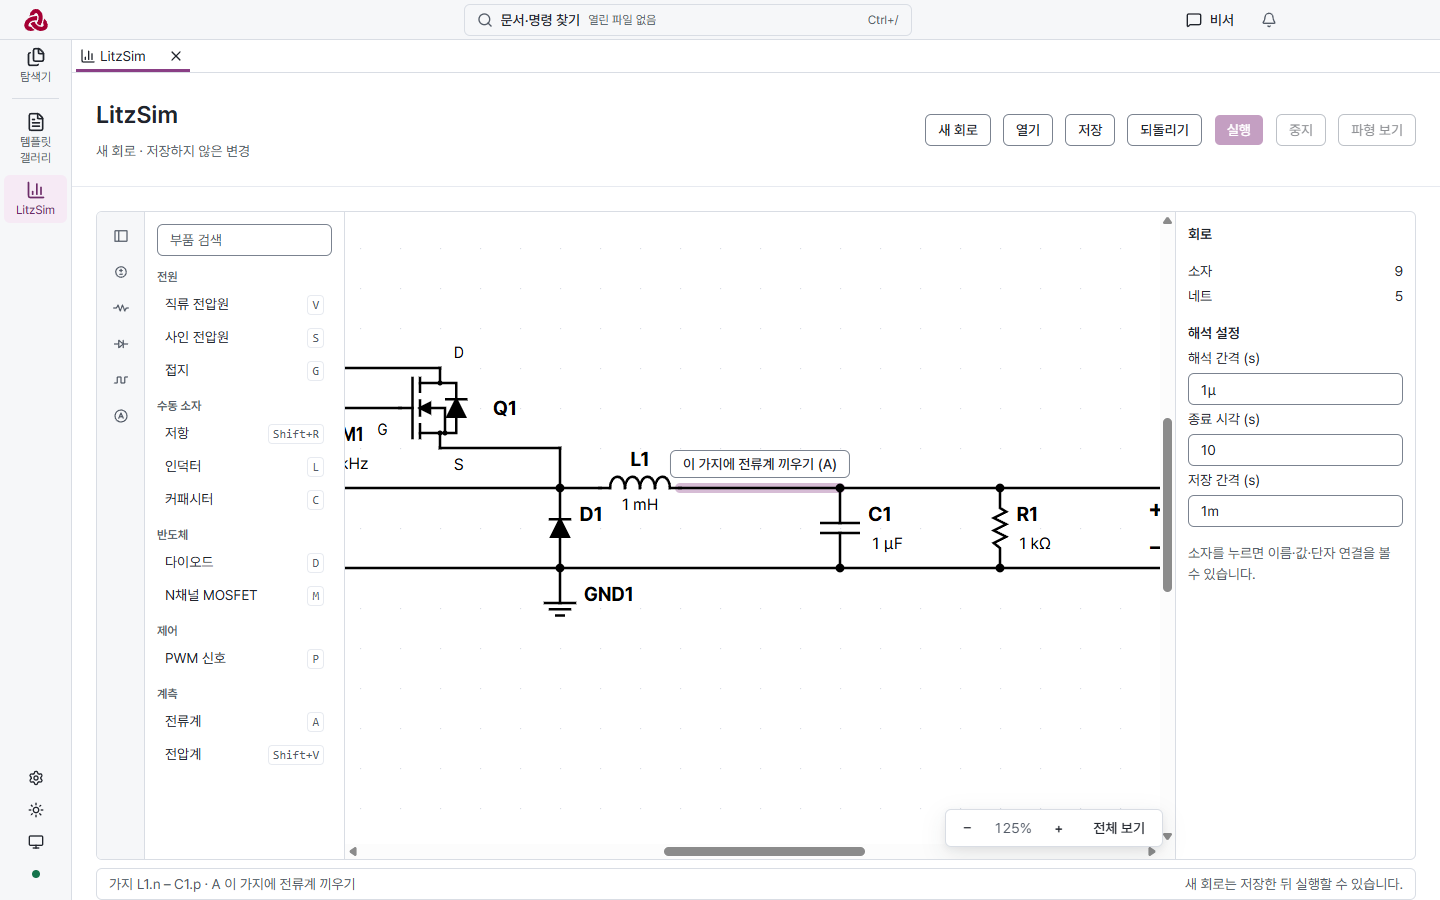 문서·명령 찾기 열린 파일 없음 Ctrl+/
비서
탐색기
템플릿
갤러리
LitzSim
LitzSim
LitzSim
새 회로 · 저장하지 않은 변경
새 회로 열기 저장 되돌리기 실행 중지 파형 보기
부품 검색
전원
직류 전압원 V
사인 전압원 S
접지 G
수동 소자
저항 Shift+R
인덕터 L
커패시터 C
반도체
다이오드 D
N채널 MOSFET M
제어
PWM 신호 P
계측
전류계 A
전압계 Shift+V
D
Q1
G
M1
kHz
S
L1
이 가지에 전류계 끼우기 (A)
1 mH
D1
C1
1 μF
R1
1 kΩ
+
−
GND1
− 125% + 전체 보기
회로
소자 9
네트 5
해석 설정
해석 간격 (s)
1μ
종료 시각 (s)
10
저장 간격 (s)
1m
소자를 누르면 이름·값·단자 연결을 볼
수 있습니다.
가지 L1.n – C1.p · A 이 가지에 전류계 끼우기
새 회로는 저장한 뒤 실행할 수 있습니다.